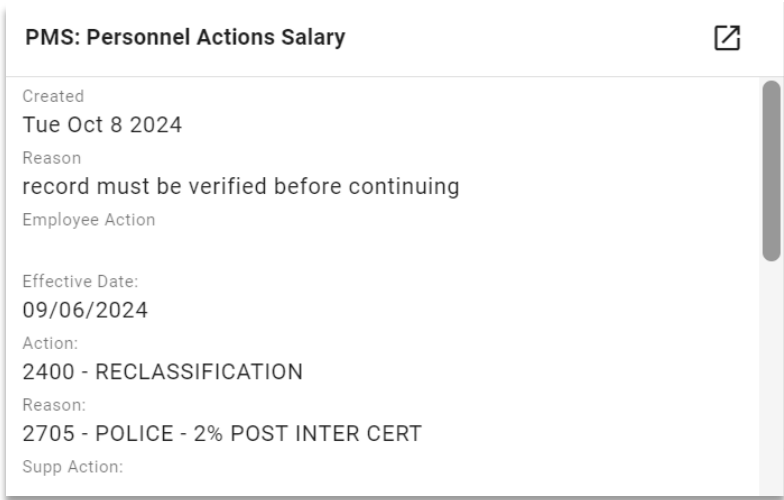 PMS: Personnel Actions Salary
Created
Tue Oct 8 2024
Reason
record must be verified before continuing
Employee Action
Effective Date:
09/06/2024
Action:
2400 - RECLASSIFICATION
Reason:
2705 - POLICE - 2% POST INTER CERT
Supp Action: